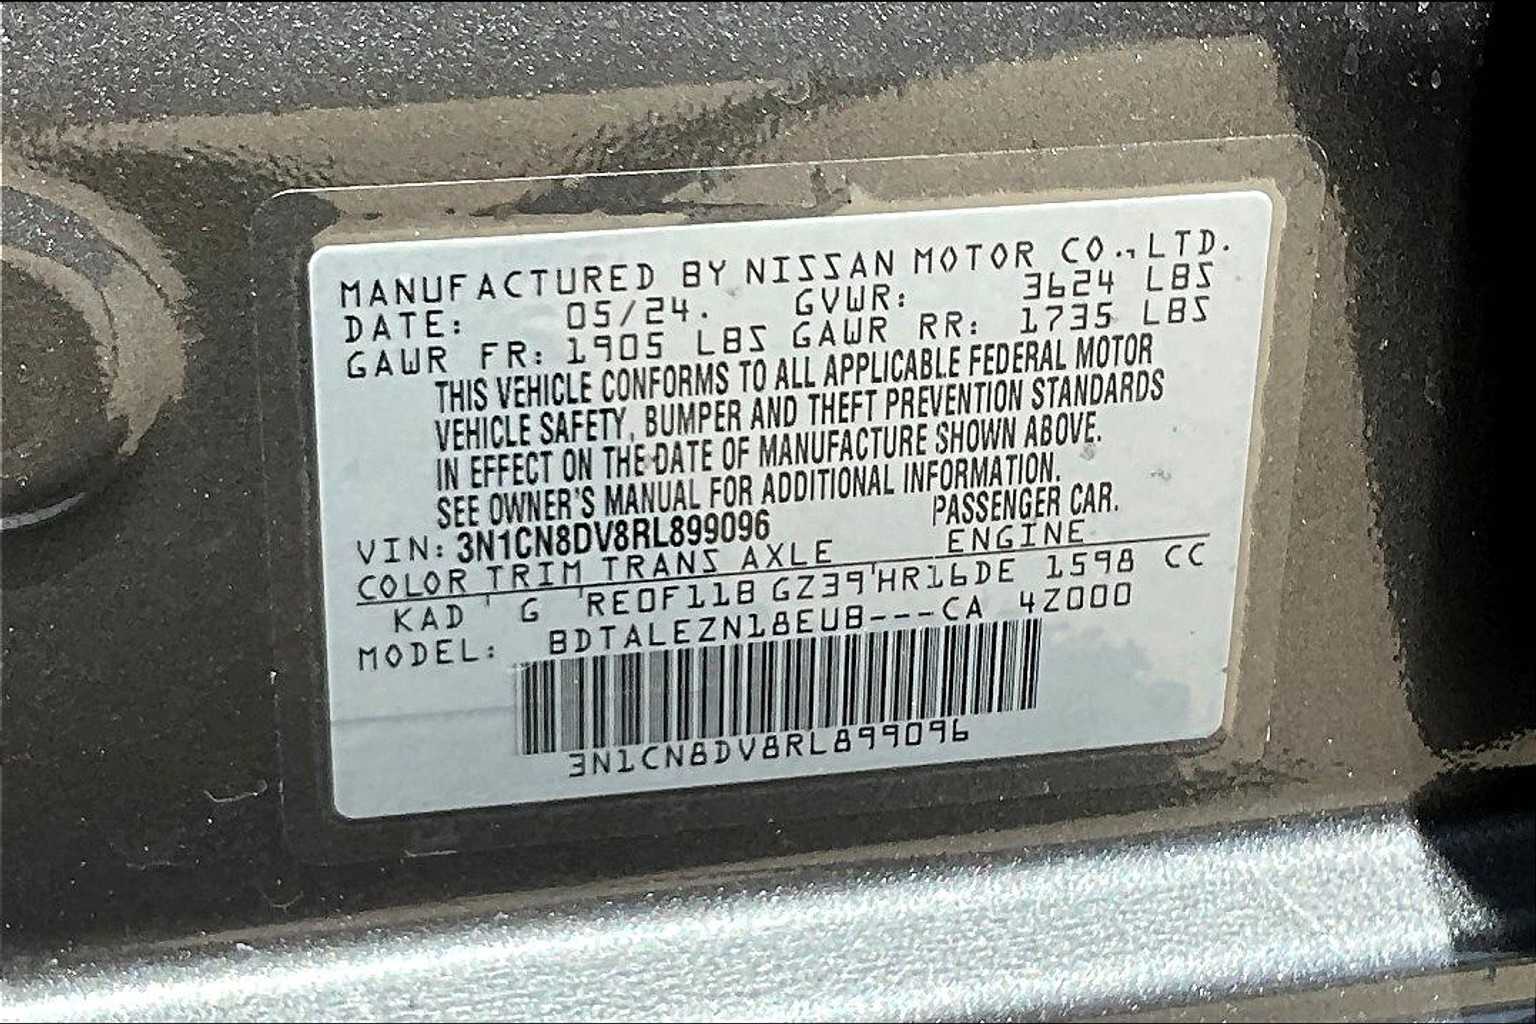 MANUFACTURED BY NISSAN MOTOR CO., LTD.
DATE: 05/24. GVWR: 3624 LBS
GAWR FR: 1905 LBS GAWR RR: 1735 LBS
THIS VEHICLE CONFORMS TO ALL APPLICABLE FEDERAL MOTOR
VEHICLE SAFETY, BUMPER AND THEFT PREVENTION STANDARDS
IN EFFECT ON THE DATE OF MANUFACTURE SHOWN ABOVE.
SEE OWNER'S MANUAL FOR ADDITIONAL INFORMATION.
VIN: 3N1CN8DV8RL899096 PASSENGER CAR.
COLOR TRIM TRANS AXLE ENGINE
KAD G RE0F11B GZ39 HR16DE 1598 CC
MODEL: BDTALEZN18EUB---CA 4Z000
3N1CN8DV8RL899096